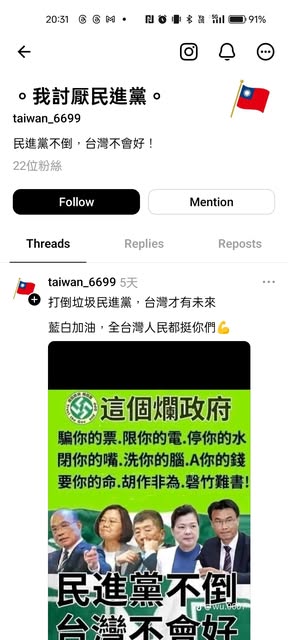 20:31
91%
。我討厭民進黨。
taiwan_6699
民進黨不倒，台灣不會好！
22位粉絲
Follow
Mention
Threads
Replies
Reposts
taiwan_6699 5天
打倒垃圾民進黨，台灣才有未來
藍白加油，全台灣人民都挺你們💪
這個爛政府
騙你的票.限你的電.停你的水
閉你的嘴.洗你的腦.A你的錢
要你的命.胡作非為.磬竹難書!
民進黨不倒
台灣不會好